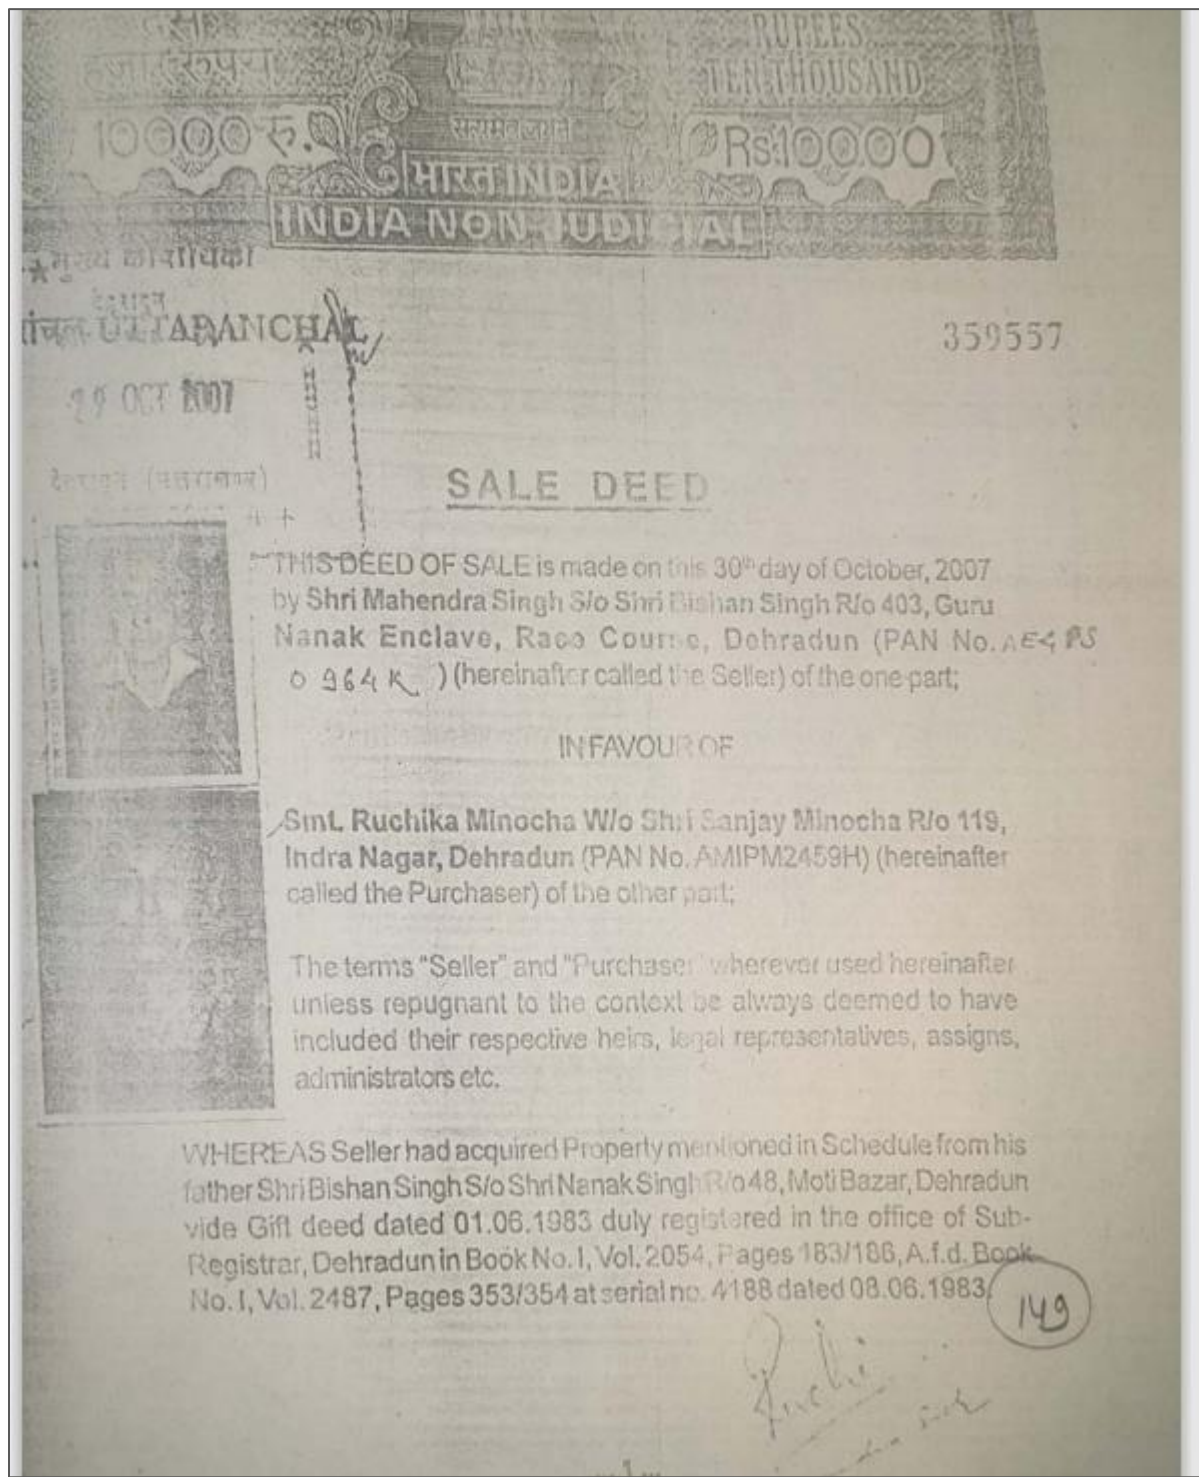 हजार रुपये
RUPEES
TEN THOUSAND
10000 रु.
सत्यमेव जयते
Rs.10000
भारत INDIA
INDIA NON JUDICIAL
मुख्य कोषाधिकारी
देहरादून
UTTARANCHAL
359557
29 OCT 2007
SALE DEED
THIS DEED OF SALE is made on this 30th day of October, 2007
by Shri Mahendra Singh S/o Shri Bishan Singh R/o 403, Guru
Nanak Enclave, Race Course, Dehradun (PAN No. AEGPS
0964K ) (hereinafter called the Seller) of the one part;
IN FAVOUR OF
Smt. Ruchika Minocha W/o Shri Sanjay Minocha R/o 119,
Indra Nagar, Dehradun (PAN No. AMIPM2459H) (hereinafter
called the Purchaser) of the other part;
The terms "Seller" and "Purchaser" wherever used hereinafter
unless repugnant to the context be always deemed to have
included their respective heirs, legal representatives, assigns,
administrators etc.
WHEREAS Seller had acquired Property mentioned in Schedule from his
father Shri Bishan Singh S/o Shri Nanak Singh R/o 48, Moti Bazar, Dehradun
vide Gift deed dated 01.06.1983 duly registered in the office of Sub-
Registrar, Dehradun in Book No. I, Vol. 2054, Pages 183/186, A.f.d. Book
No. I, Vol. 2487, Pages 353/354 at serial no. 4188 dated 08.06.1983.
149